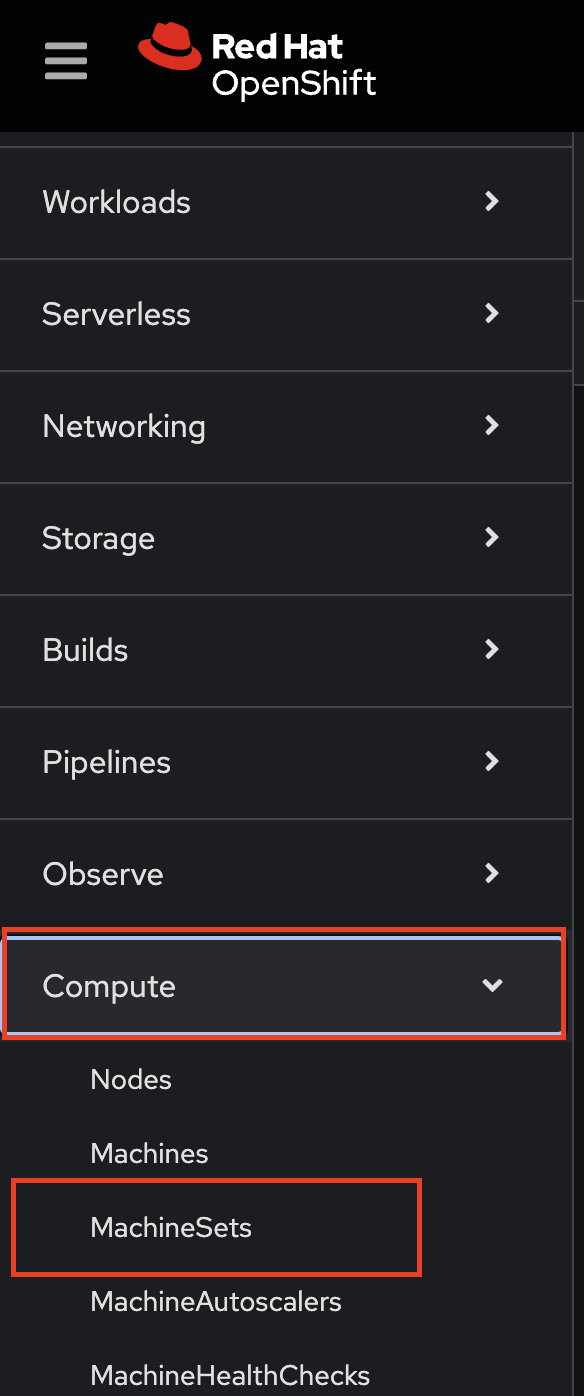 Red Hat
OpenShift
Workloads
Serverless
Networking
Storage
Builds
Pipelines
Observe
Compute
Nodes
Machines
MachineSets
MachineAutoscalers
MachineHealthChecks